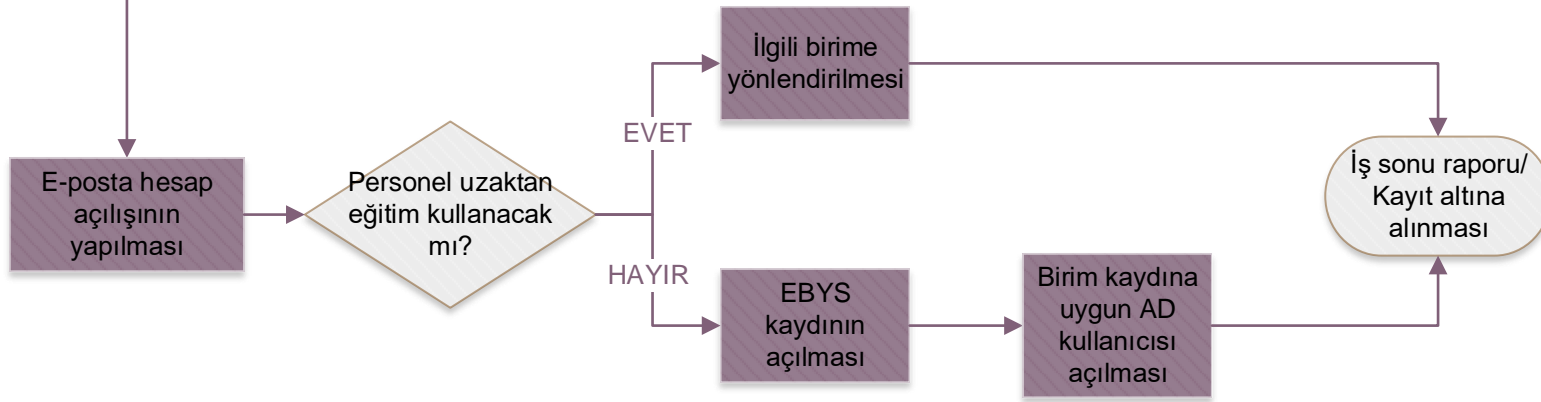 E-posta hesap
açılışının
yapılması
Personel uzaktan
eğitim kullanacak
mı?
EVET
İlgili birime
yönlendirilmesi
HAYIR
EBYS
kaydının
açılması
Birim kaydına
uygun AD
kullanıcısı
açılması
İş sonu raporu/
Kayıt altına
alınması